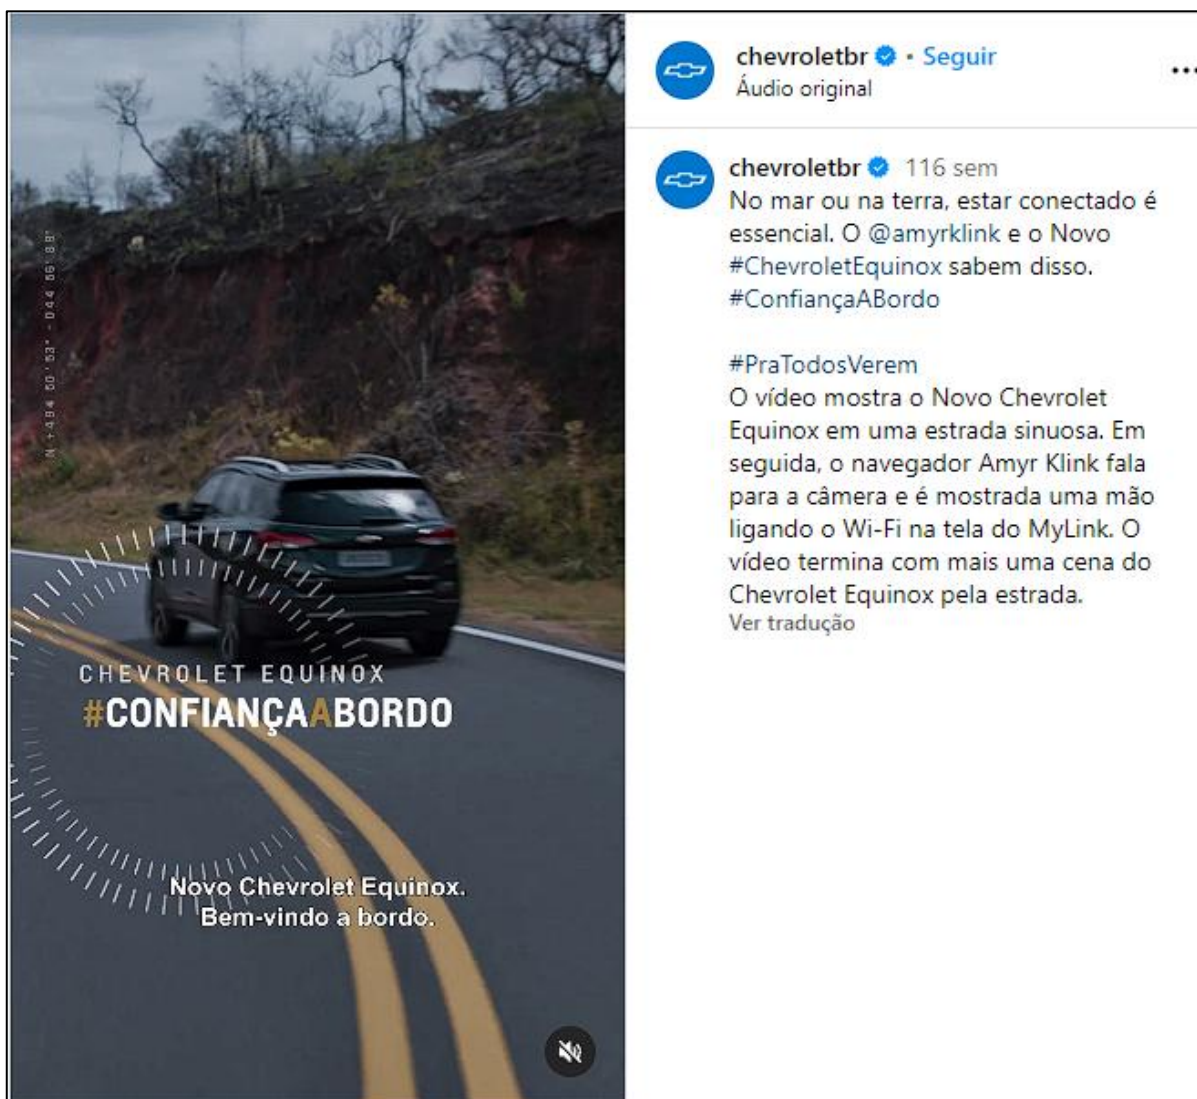 chevroletbr • Seguir
Áudio original
chevroletbr 116 sem
No mar ou na terra, estar conectado é
essencial. O @amyrklink e o Novo
#ChevroletEquinox sabem disso.
#ConfiançaABordo
#PraTodosVerem
O vídeo mostra o Novo Chevrolet
Equinox em uma estrada sinuosa. Em
seguida, o navegador Amyr Klink fala
para a câmera e é mostrada uma mão
ligando o Wi-Fi na tela do MyLink. O
vídeo termina com mais uma cena do
Chevrolet Equinox pela estrada.
Ver tradução
CHEVROLET EQUINOX
#CONFIANÇAABORDO
Novo Chevrolet Equinox.
Bem-vindo a bordo.